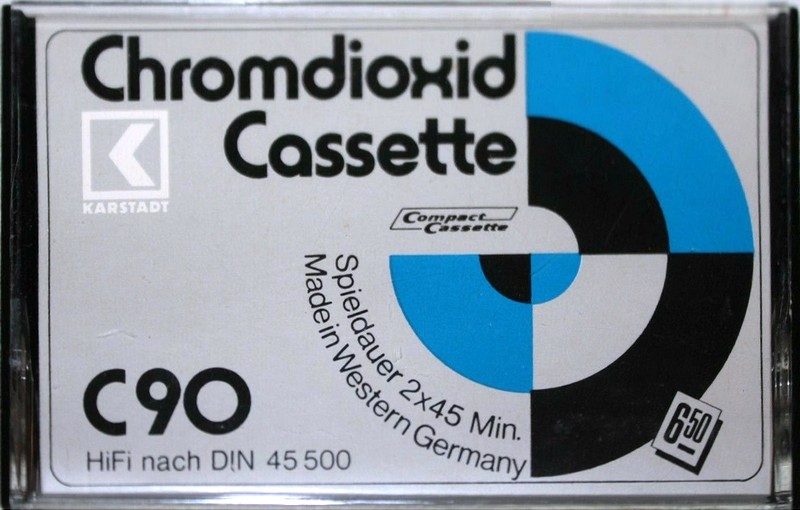 Chromdioxid
Cassette
KARSTADT
Compact
Cassette
Spieldauer 2x45 Min.
Made in Western Germany
C90
HiFi nach DIN 45 500
6 50